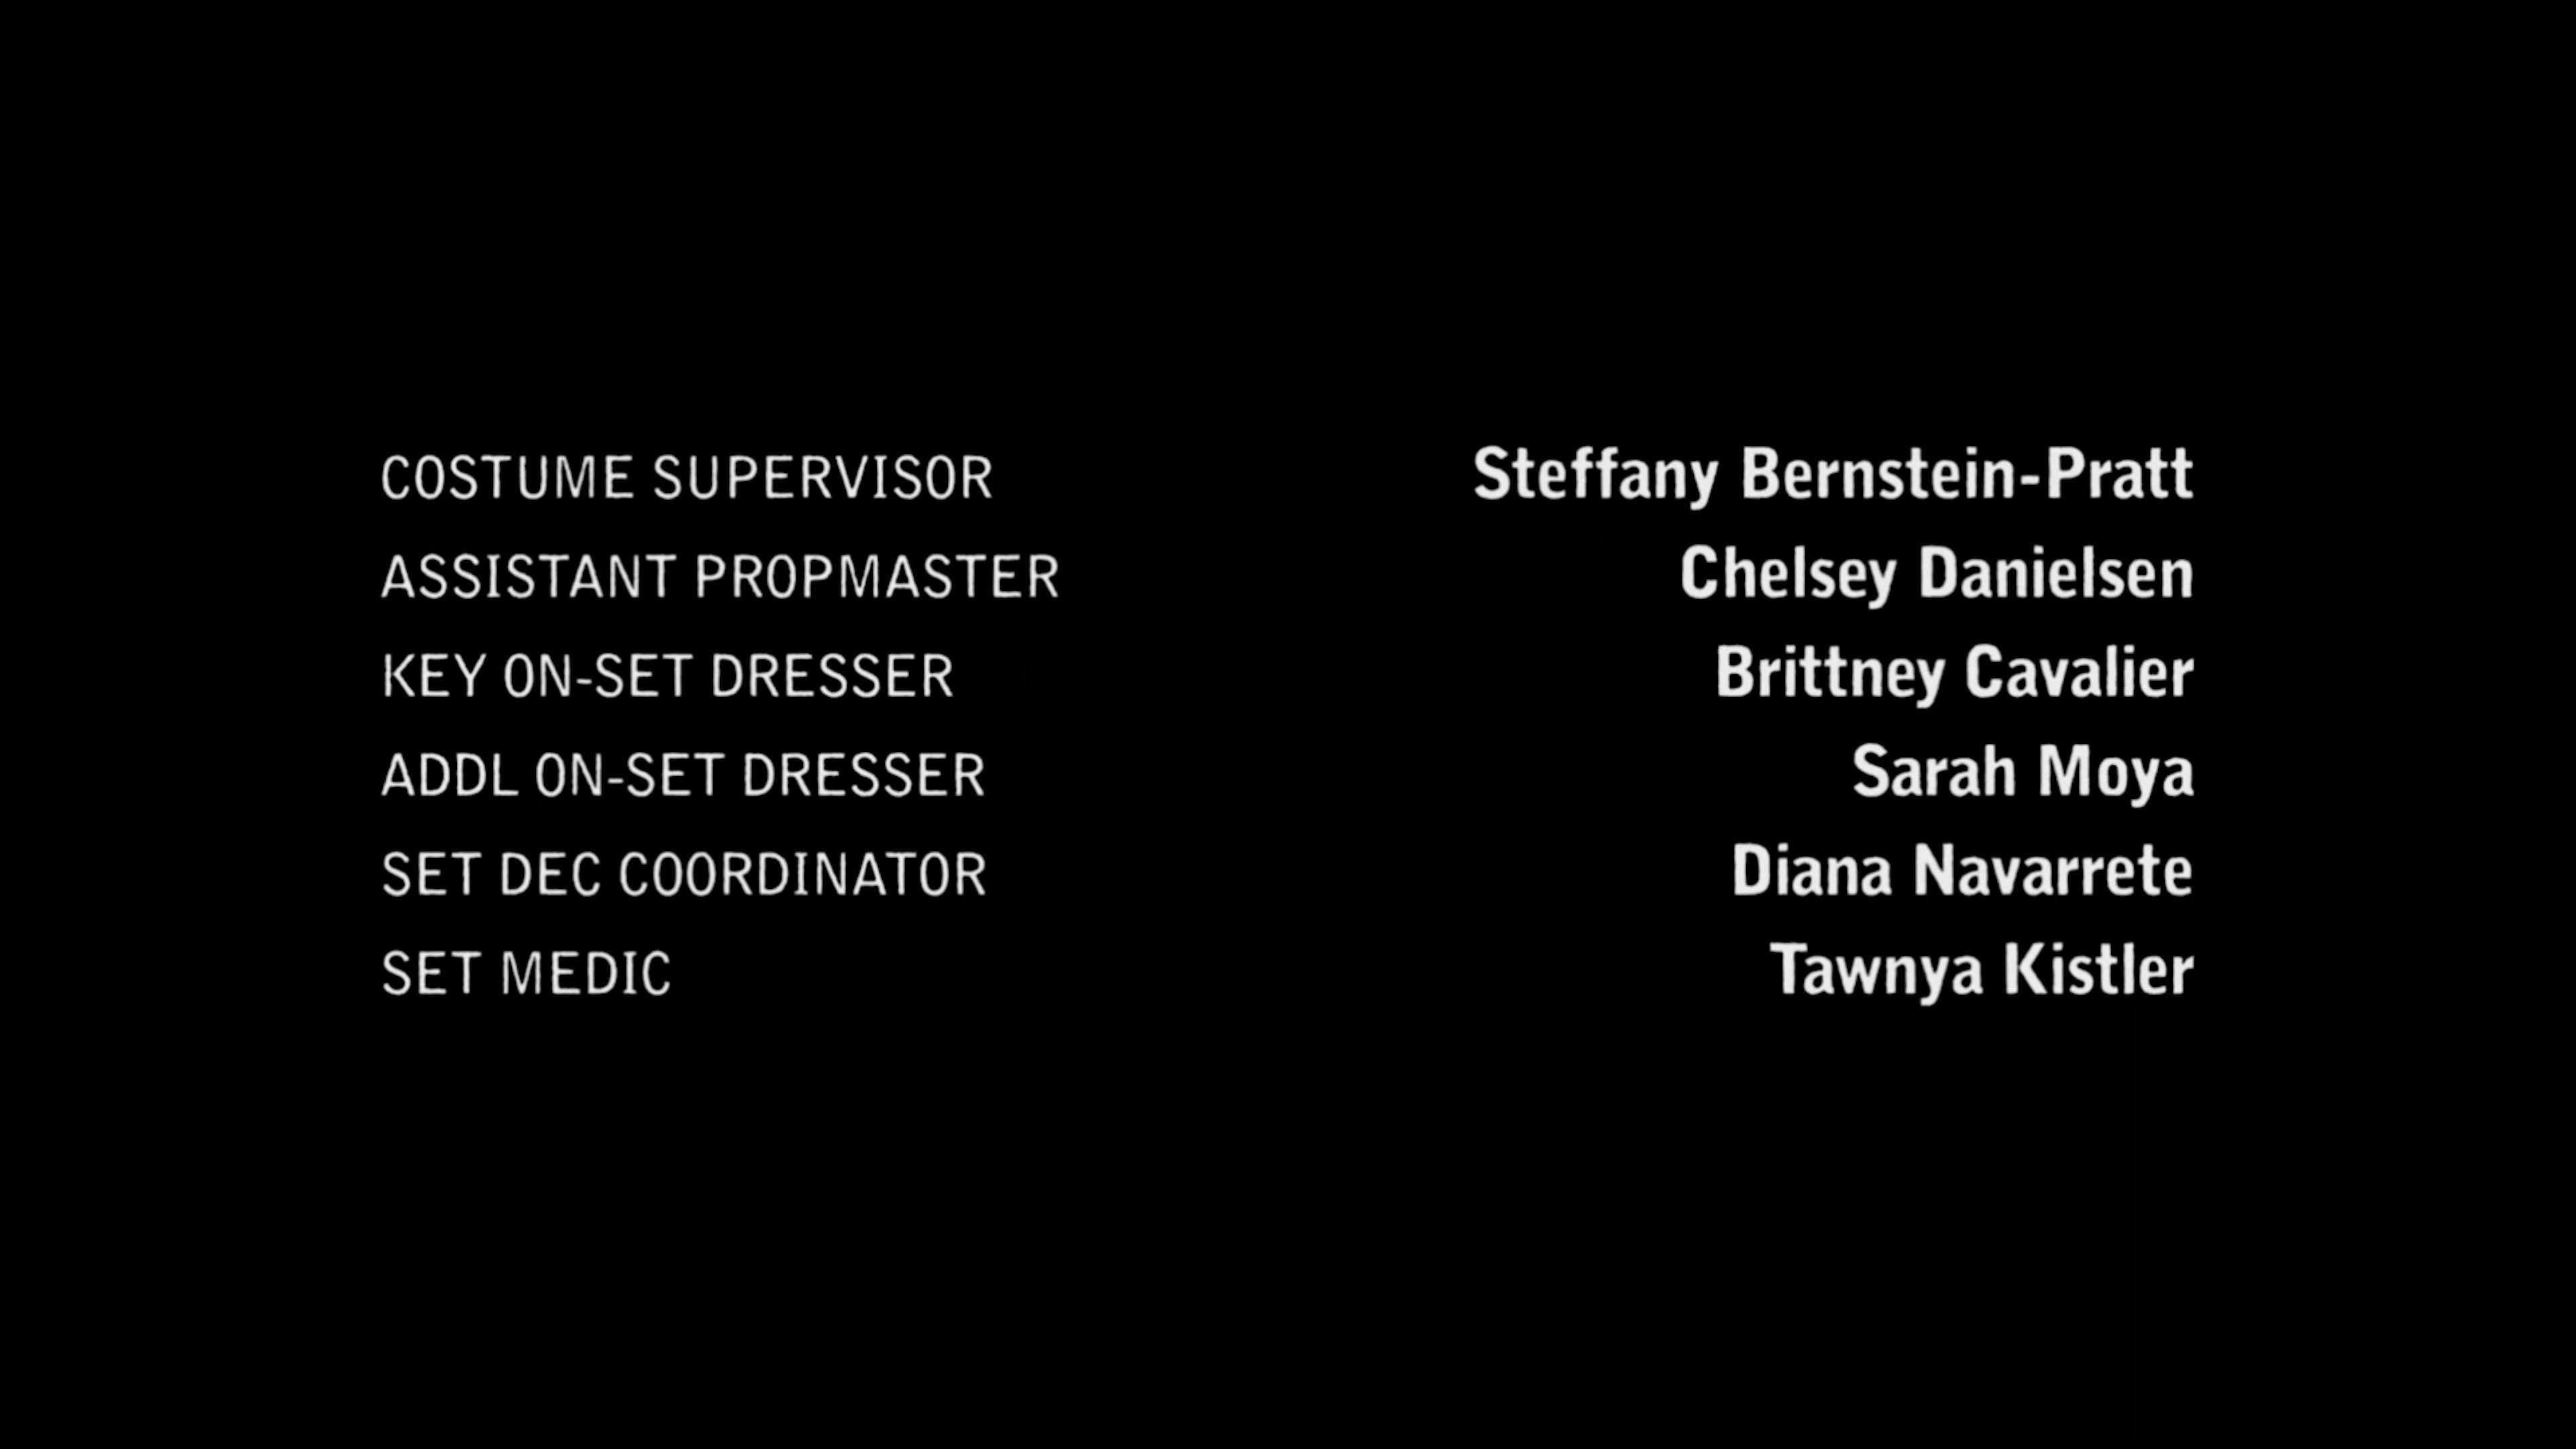 COSTUME SUPERVISOR Steffany Bernstein-Pratt
ASSISTANT PROPMASTER Chelsey Danielsen
KEY ON-SET DRESSER Brittney Cavalier
ADDL ON-SET DRESSER Sarah Moya
SET DEC COORDINATOR Diana Navarrete
SET MEDIC Tawnya Kistler